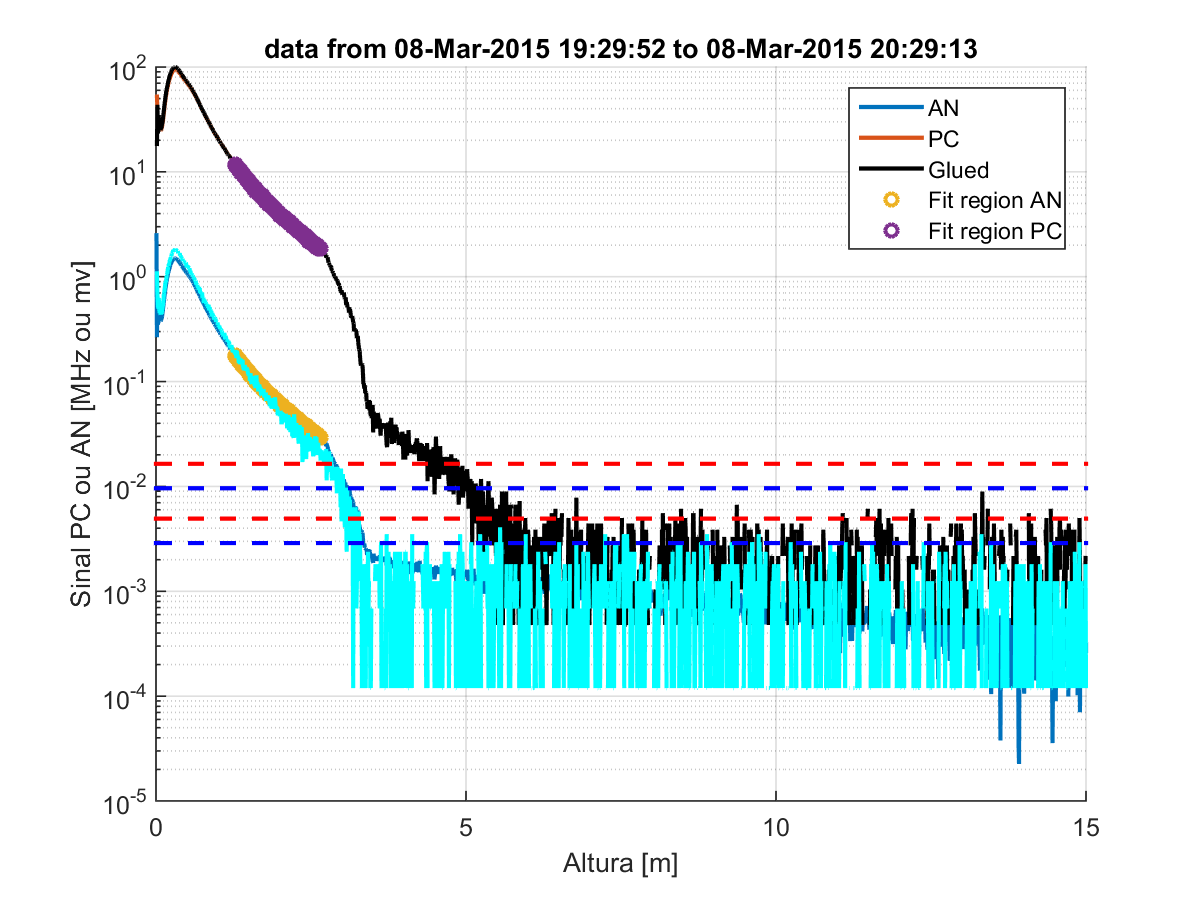 data from 08-Mar-2015 19:29:52 to 08-Mar-2015 20:29:13
AN
PC
Glued
Fit region AN
Fit region PC
Sinal PC ou AN [MHz ou mv]
10^2
10^1
10^0
10^-1
10^-2
10^-3
10^-4
10^-5
0 5 10 15
Altura [m]